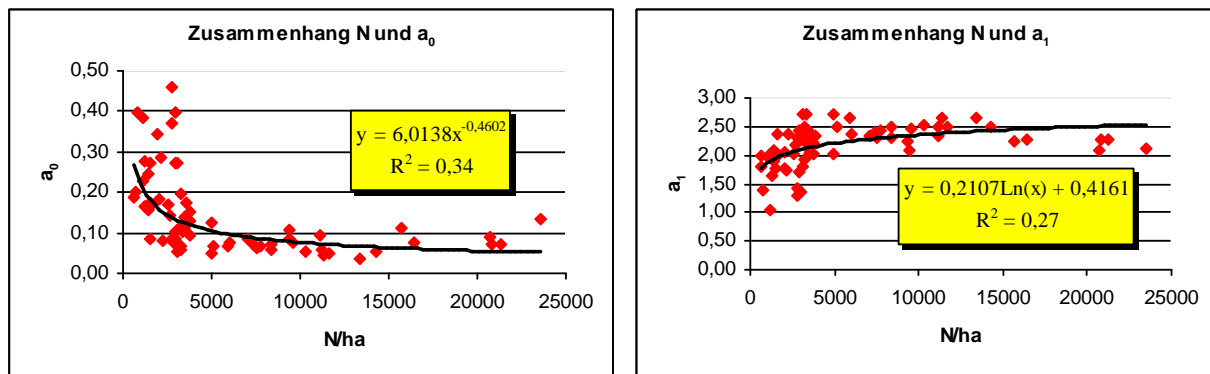 Zusammenhang N und a0
0,50
0,40
0,30
0,20
0,10
0,00
a0
y = 6,0138x^-0,4602
R² = 0,34
0 5000 10000 15000 20000 25000
N/ha
Zusammenhang N und a1
3,00
2,50
2,00
1,50
1,00
0,50
0,00
a1
y = 0,2107Ln(x) + 0,4161
R² = 0,27
0 5000 10000 15000 20000 25000
N/ha